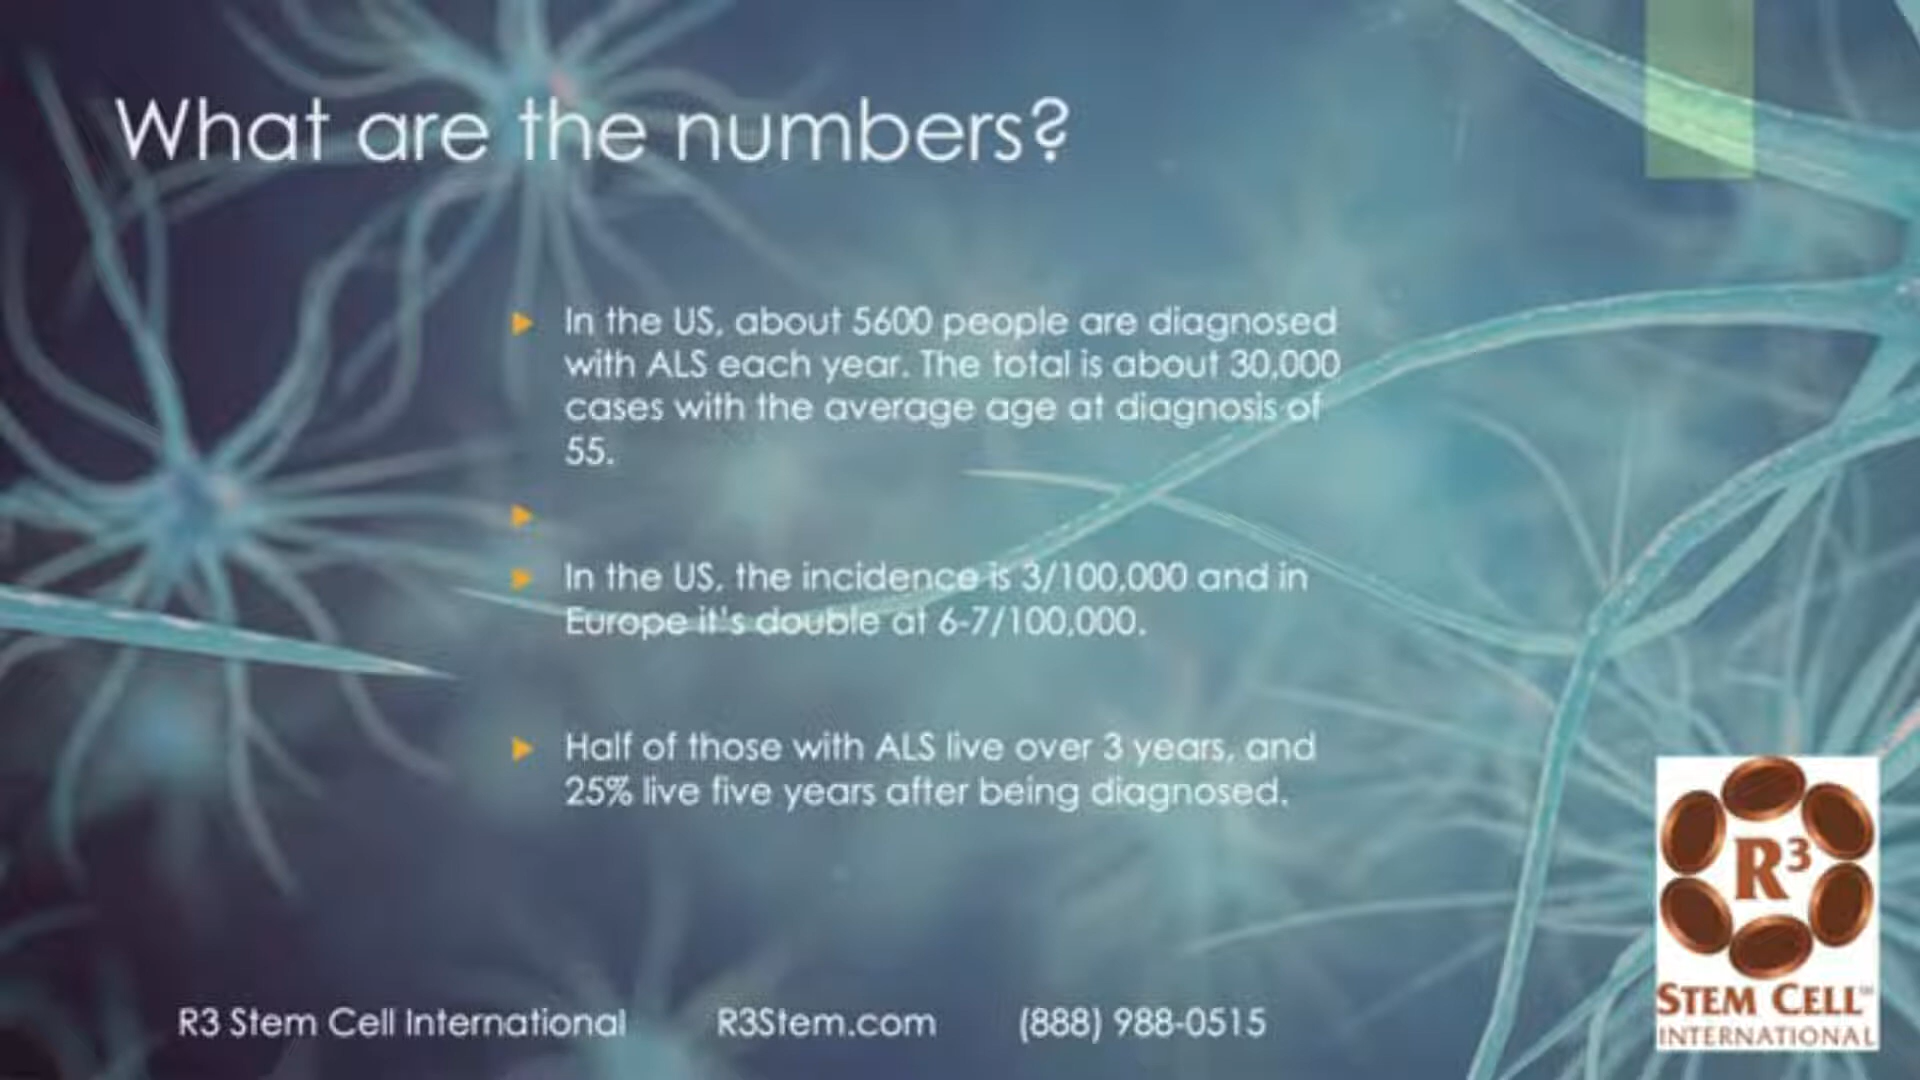 What are the numbers?
In the US, about 5600 people are diagnosed
with ALS each year. The total is about 30,000
cases with the average age at diagnosis of
55.
In the US, the incidence is 3/100,000 and in
Europe it's double at 6-7/100,000.
Half of those with ALS live over 3 years, and
25% live five years after being diagnosed.
R3
STEM CELL
INTERNATIONAL
R3 Stem Cell International R3Stem.com (888) 988-0515